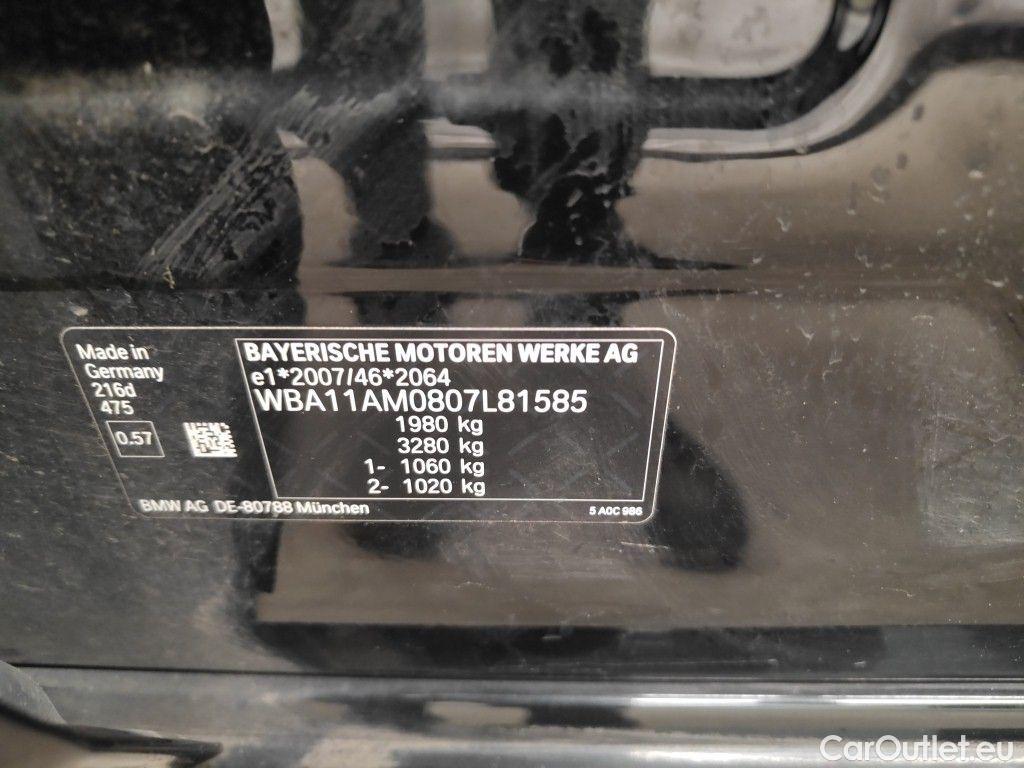 Made in
Germany
216d
475
0.57
BAYERISCHE MOTOREN WERKE AG
e1*2007/46*2064
WBA11AM0807L81585
1980 kg
3280 kg
1- 1060 kg
2- 1020 kg
BMW AG DE-80788 München
5 A0C 986
CarOutlet.eu